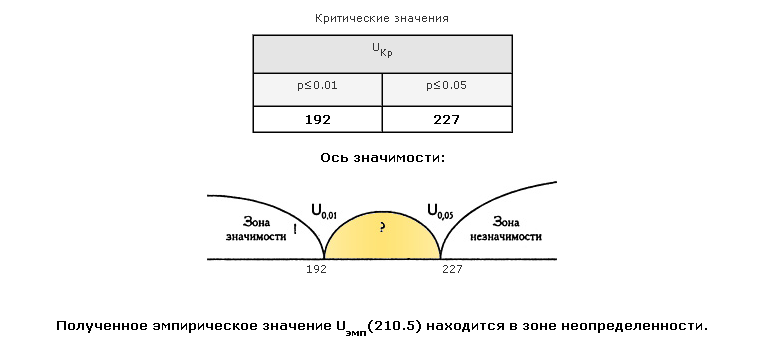 Критические значения
UКр
p≤0.01 p≤0.05
192 227
Ось значимости:
U0,01 U0,05
Зона значимости ! ? Зона незначимости
192 227
Полученное эмпирическое значение Uэмп(210.5) находится в зоне неопределенности.